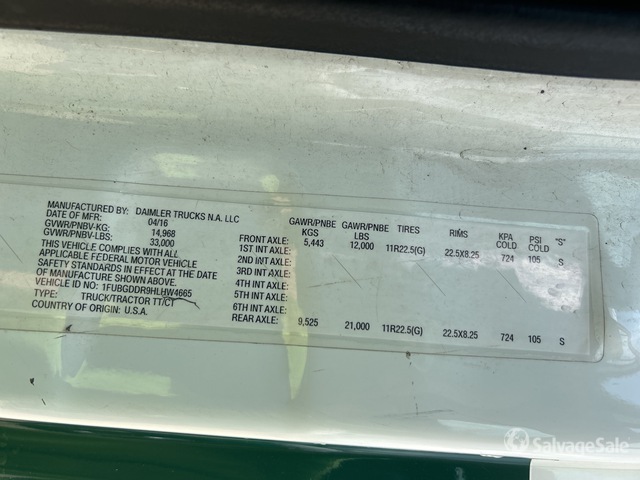 MANUFACTURED BY: DAIMLER TRUCKS N.A. LLC
DATE OF MFR: 04/16
GVWR/PNBV-KG: 14,968
GVWR/PNBV-LBS: 33,000
THIS VEHICLE COMPLIES WITH ALL
APPLICABLE FEDERAL MOTOR VEHICLE
SAFETY STANDARDS IN EFFECT AT THE DATE
OF MANUFACTURE SHOWN ABOVE.
VEHICLE ID NO: 1FUBGDDR9HLHW4665
TYPE: TRUCK/TRACTOR TT/CT
COUNTRY OF ORIGIN: U.S.A.
GAWR/PNBE KGS GAWR/PNBE LBS TIRES RIMS KPA COLD PSI COLD "S"
FRONT AXLE: 5,443 12,000 11R22.5(G) 22.5X8.25 724 105 S
1ST INT AXLE:
2ND INT AXLE:
3RD INT AXLE:
4TH INT AXLE:
5TH INT AXLE:
6TH INT AXLE:
REAR AXLE: 9,525 21,000 11R22.5(G) 22.5X8.25 724 105 S
SalvageSale